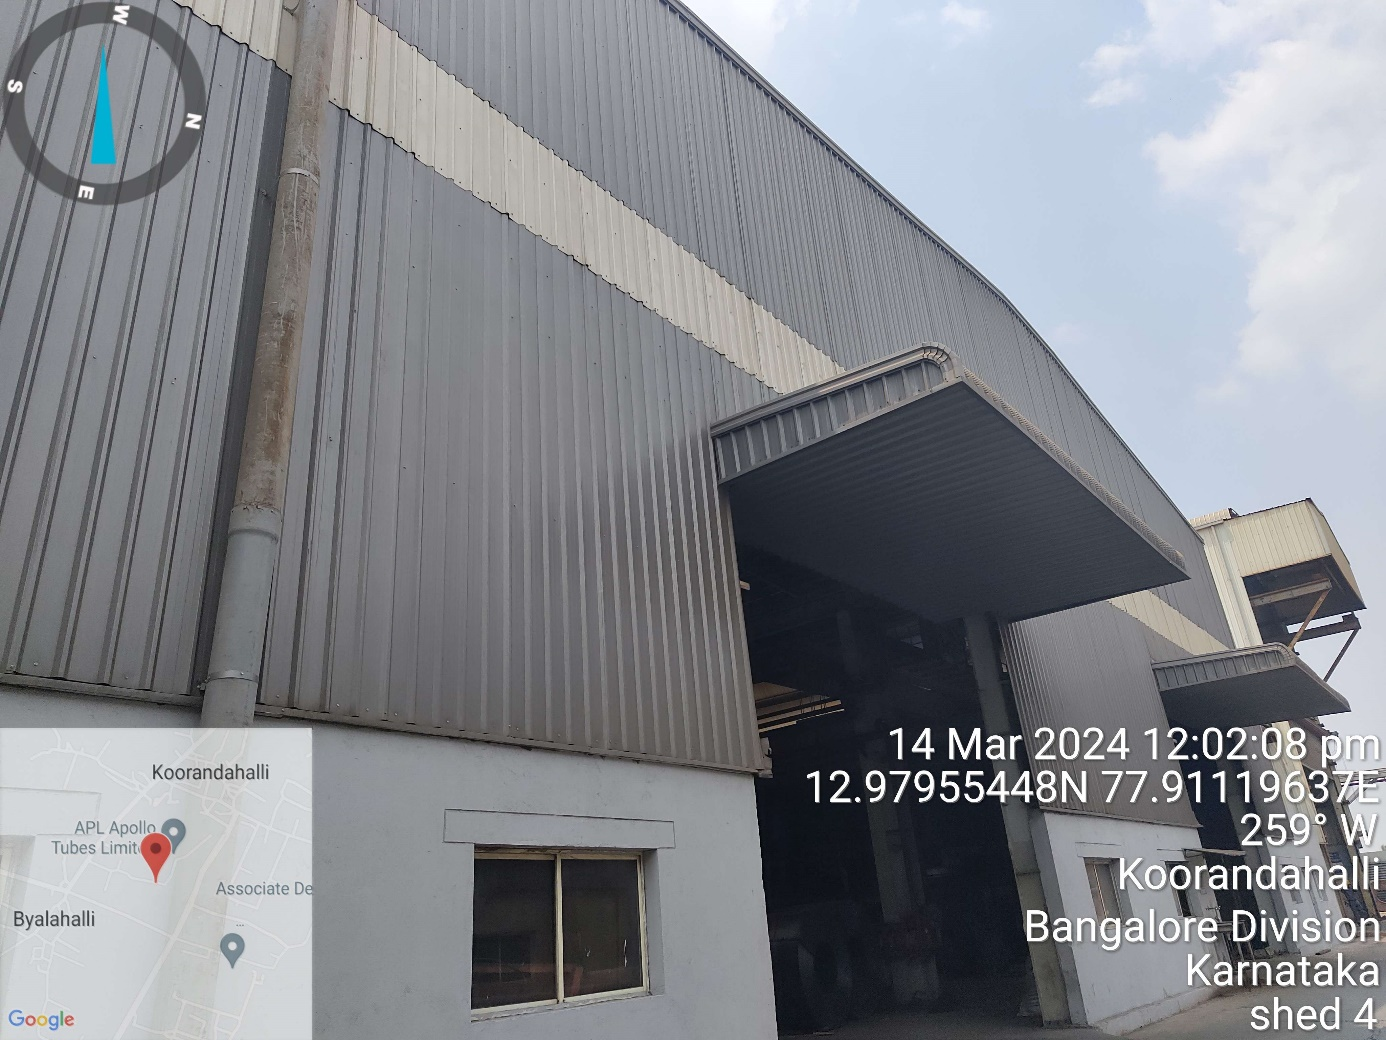 W
S
N
E
Koorandahalli
APL Apollo
Tubes Limite
Associate De
...
Byalahalli
Google
14 Mar 2024 12:02:08 pm
12.97955448N 77.91119637E
259° W
Koorandahalli
Bangalore Division
Karnataka
shed 4